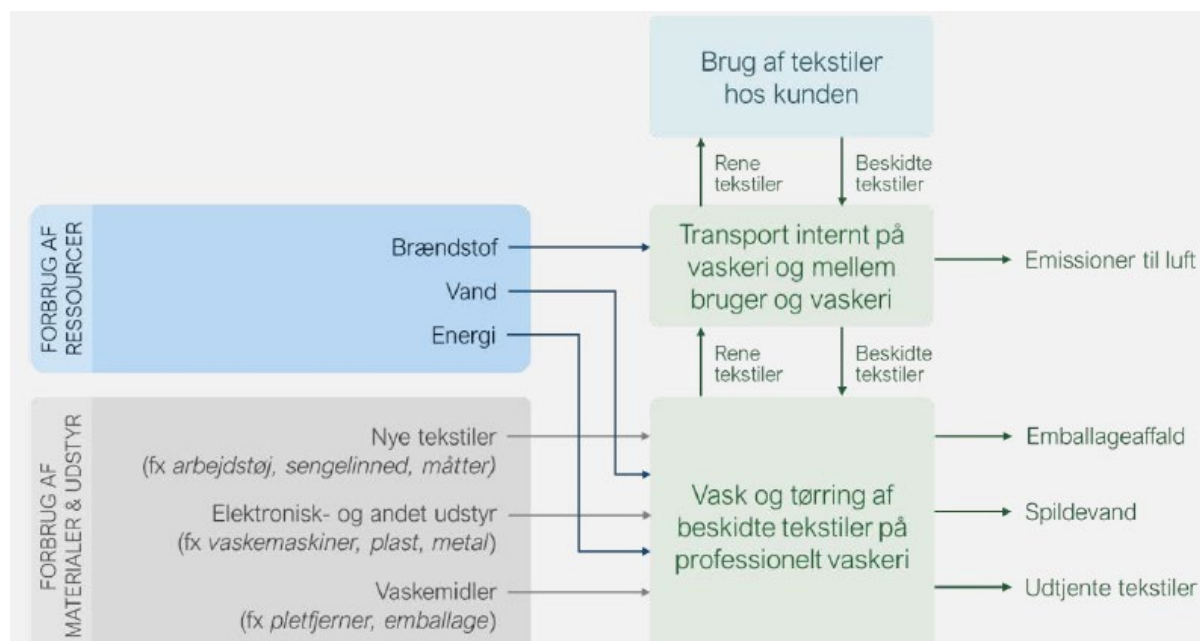 Brug af tekstiler
hos kunden
Rene
tekstiler
Beskidte
tekstiler
FORBRUG AF
RESSOURCER
Brændstof
Vand
Energi
Transport internt på
vaskeri og mellem
bruger og vaskeri
Emissioner til luft
Rene
tekstiler
Beskidte
tekstiler
FORBRUG AF
MATERIALER & UDSTYR
Nye tekstiler
(fx arbejdstøj, sengelinned, måtter)
Elektronisk- og andet udstyr
(fx vaskemaskiner, plast, metal)
Vaskemidler
(fx pletfjerner, emballage)
Vask og tørring af
beskidte tekstiler på
professionelt vaskeri
Emballageaffald
Spildevand
Udtjente tekstiler